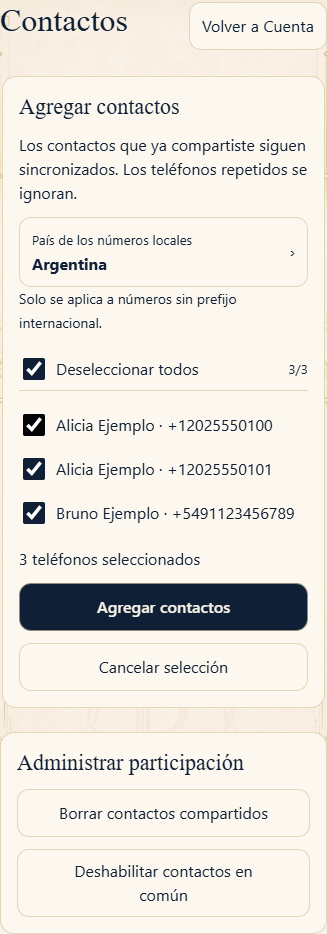 Contactos
Volver a Cuenta
Agregar contactos
Los contactos que ya compartiste siguen
sincronizados. Los teléfonos repetidos se
ignoran.
País de los números locales
Argentina
›
Solo se aplica a números sin prefijo
internacional.
Deseleccionar todos
3/3
Alicia Ejemplo · +12025550100
Alicia Ejemplo · +12025550101
Bruno Ejemplo · +5491123456789
3 teléfonos seleccionados
Agregar contactos
Cancelar selección
Administrar participación
Borrar contactos compartidos
Deshabilitar contactos en
común